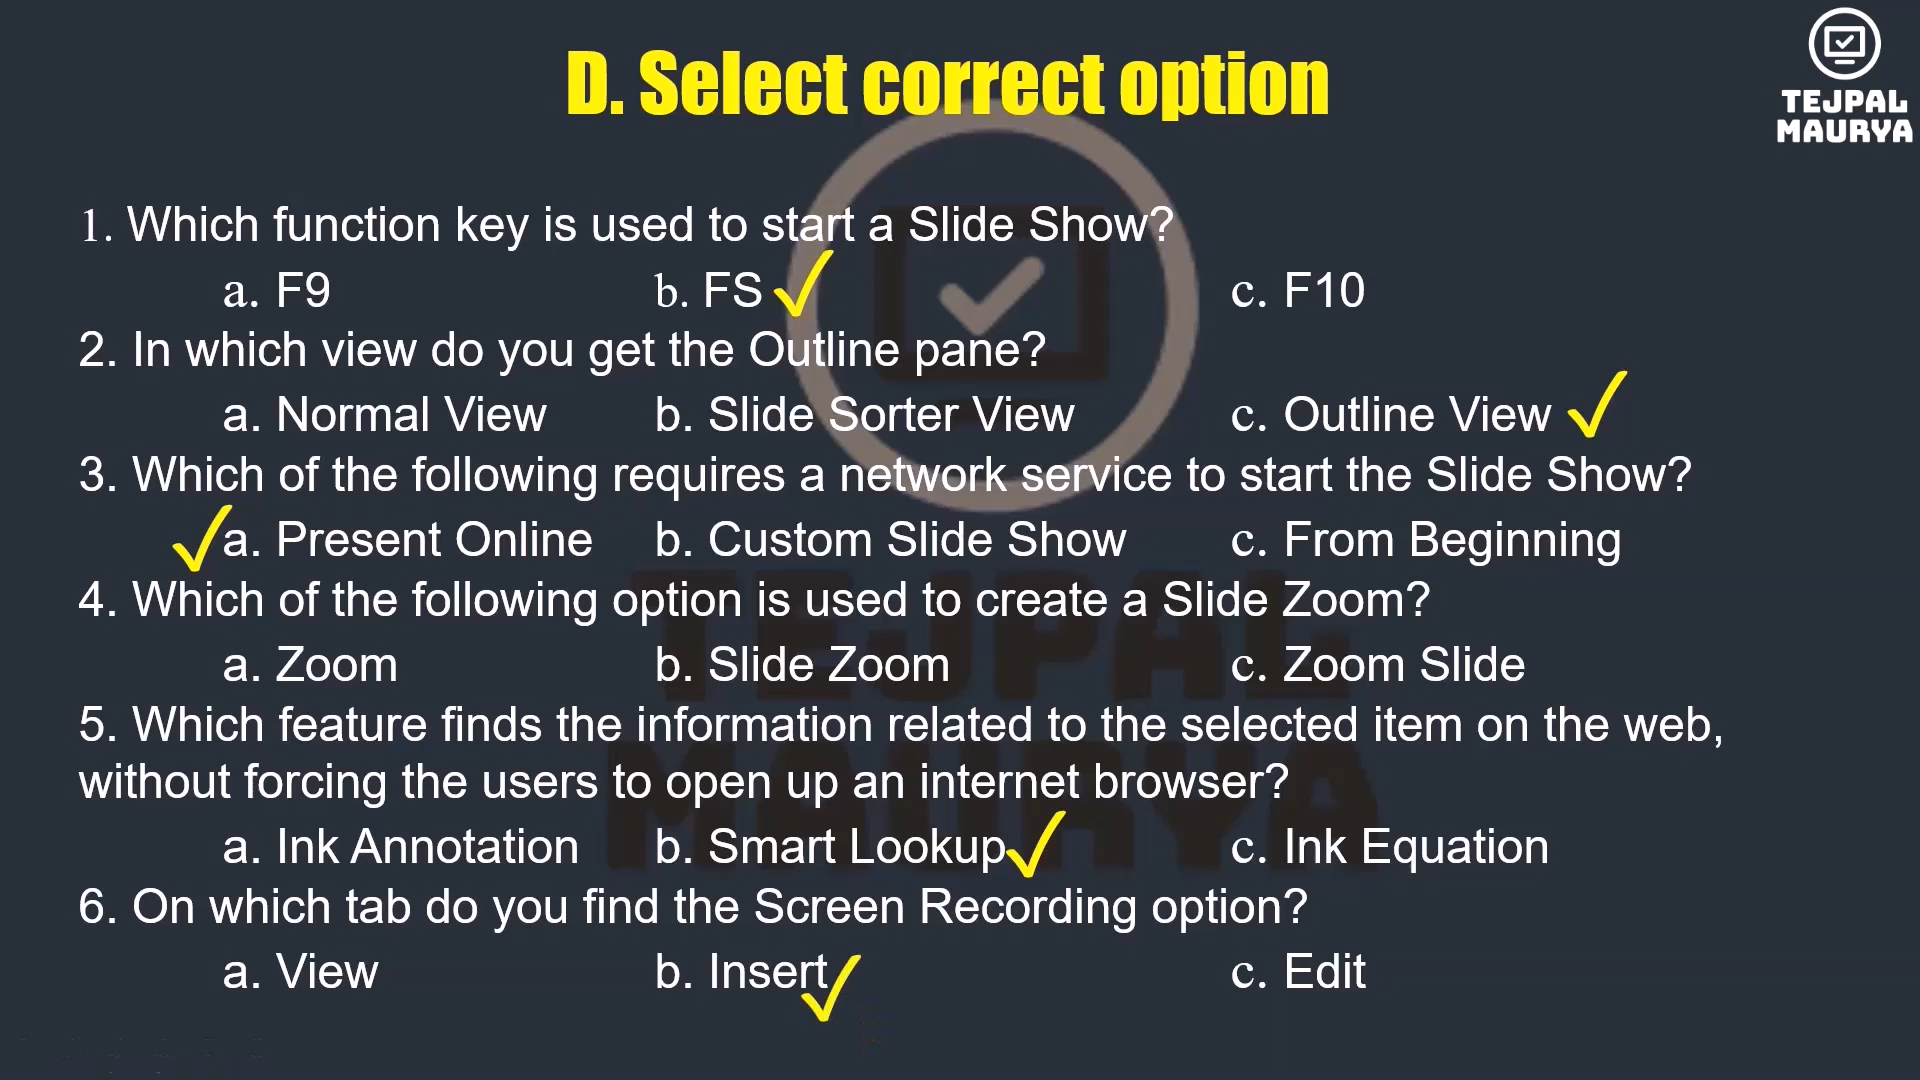 D. Select correct option
TEJPAL
MAURYA
1. Which function key is used to start a Slide Show?
a. F9 b. FS c. F10
2. In which view do you get the Outline pane?
a. Normal View b. Slide Sorter View c. Outline View
3. Which of the following requires a network service to start the Slide Show?
a. Present Online b. Custom Slide Show c. From Beginning
4. Which of the following option is used to create a Slide Zoom?
a. Zoom b. Slide Zoom c. Zoom Slide
5. Which feature finds the information related to the selected item on the web,
without forcing the users to open up an internet browser?
a. Ink Annotation b. Smart Lookup c. Ink Equation
6. On which tab do you find the Screen Recording option?
a. View b. Insert c. Edit
TEJPAL
MAURYA